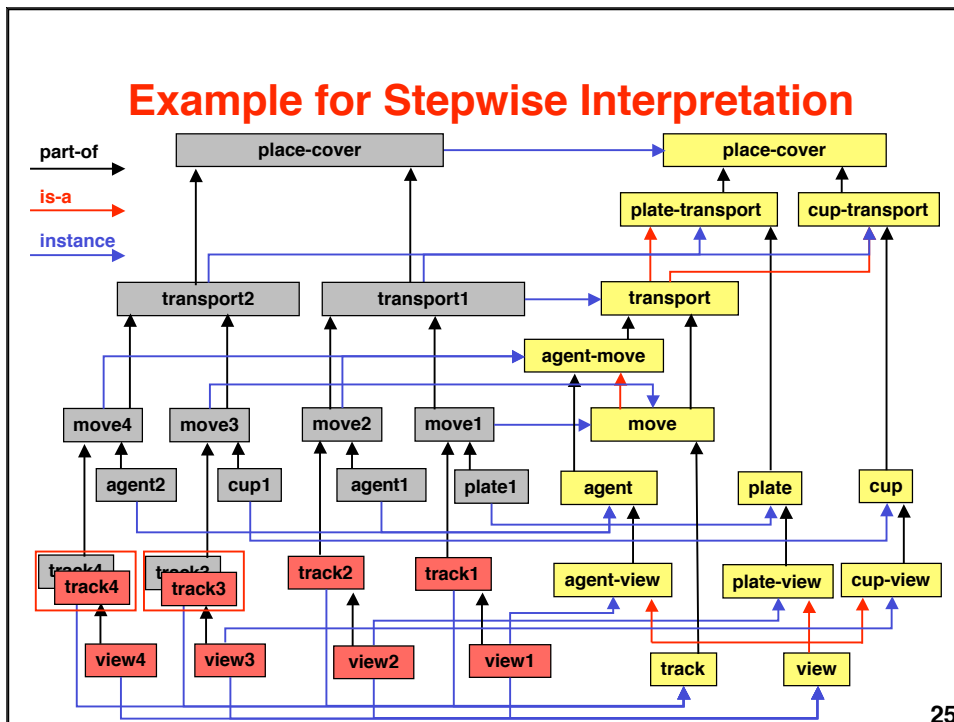 Example for Stepwise Interpretation
part-of
is-a
instance
place-cover
place-cover
plate-transport
cup-transport
transport2
transport1
transport
agent-move
move4
move3
move2
move1
move
agent2
cup1
agent1
plate1
agent
plate
cup
track4
track4
track3
track2
track1
agent-view
plate-view
cup-view
view4
view3
view2
view1
track
view
25